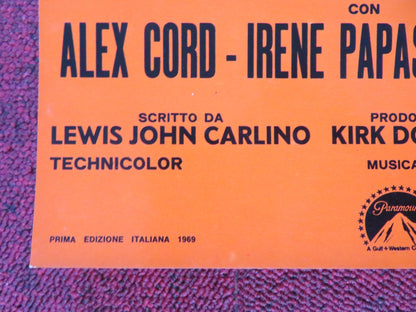 CON
ALEX CORD - IRENE PAPAS
SCRITTO DA PRODO
LEWIS JOHN CARLINO KIRK DO
TECHNICOLOR MUSICA
Paramoun
A Gulf + Western C
PRIMA EDIZIONE ITALIANA 1969